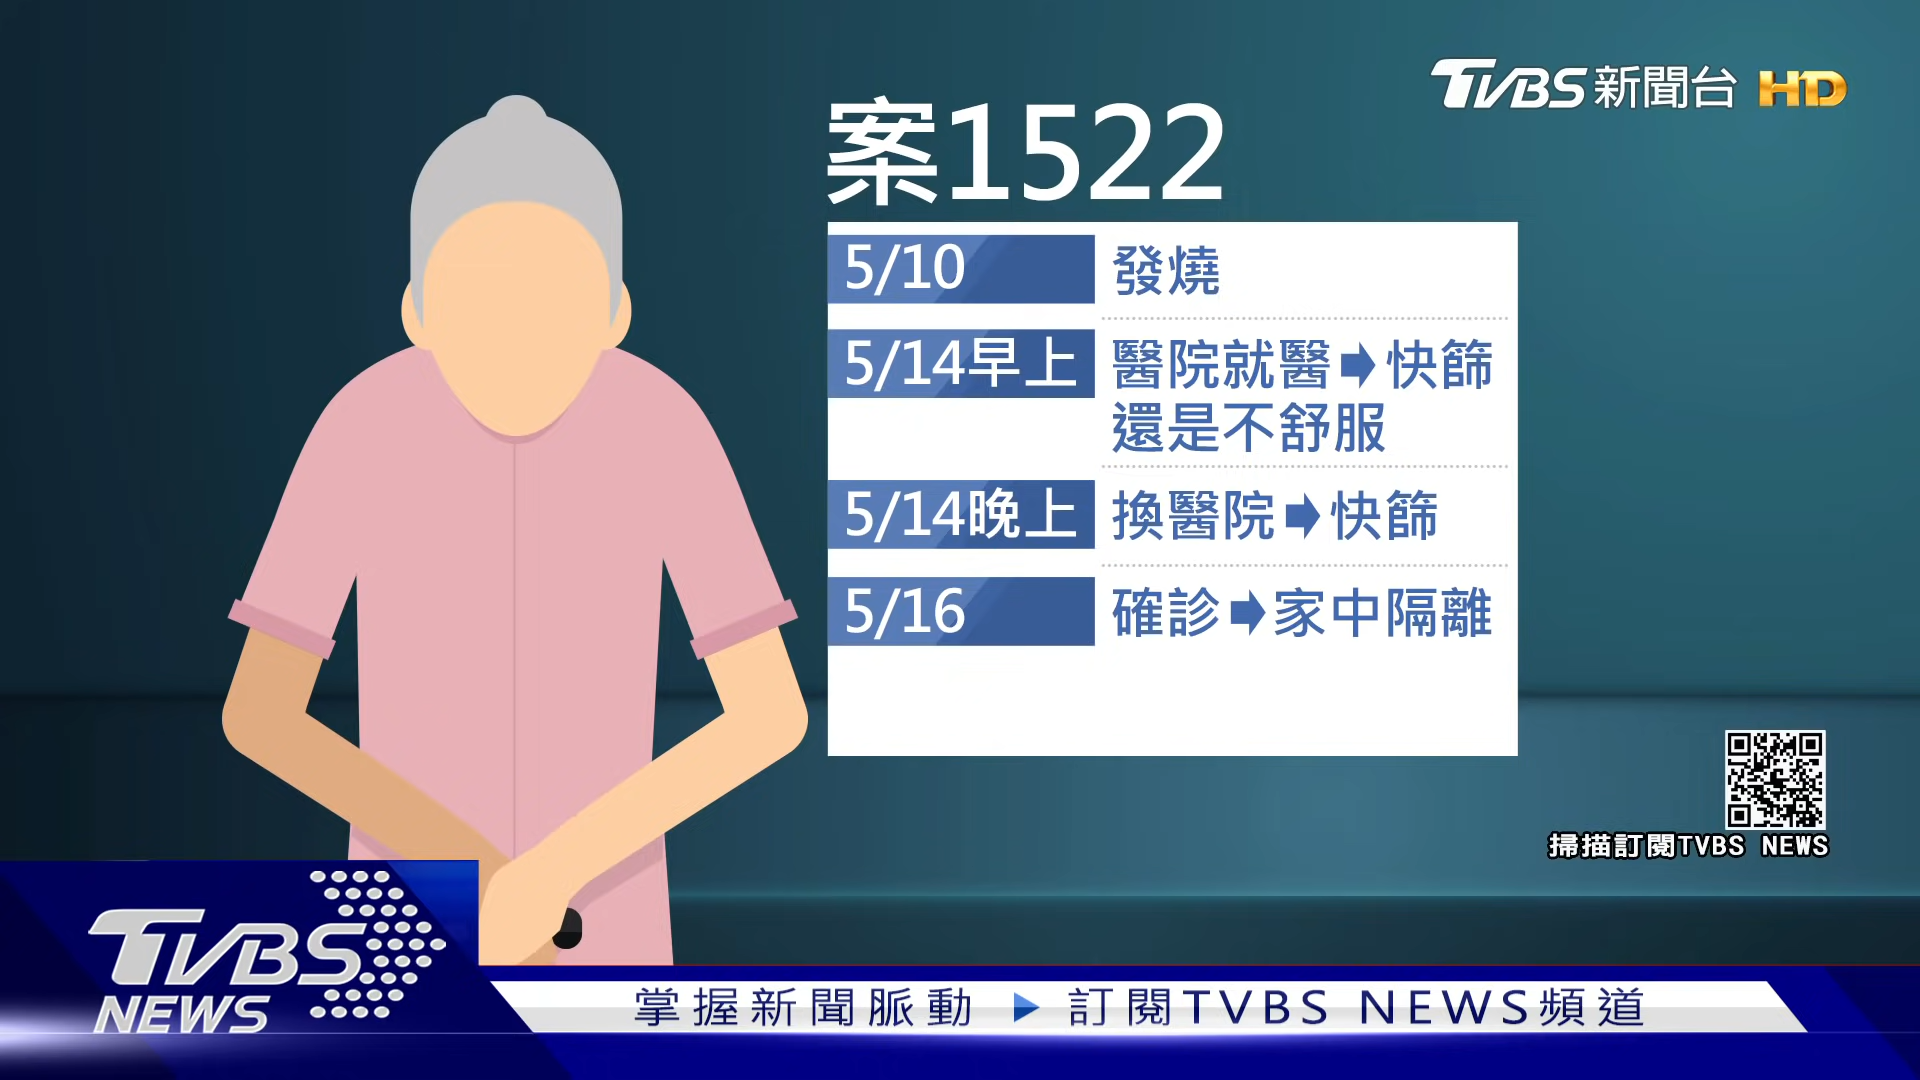 TVBS新聞台 HD
案1522
5/10 發燒
5/14早上 醫院就醫➡快篩
還是不舒服
5/14晚上 換醫院➡快篩
5/16 確診➡家中隔離
掃描訂閱TVBS NEWS
TVBS
NEWS
掌握新聞脈動 ▶ 訂閱TVBS NEWS頻道